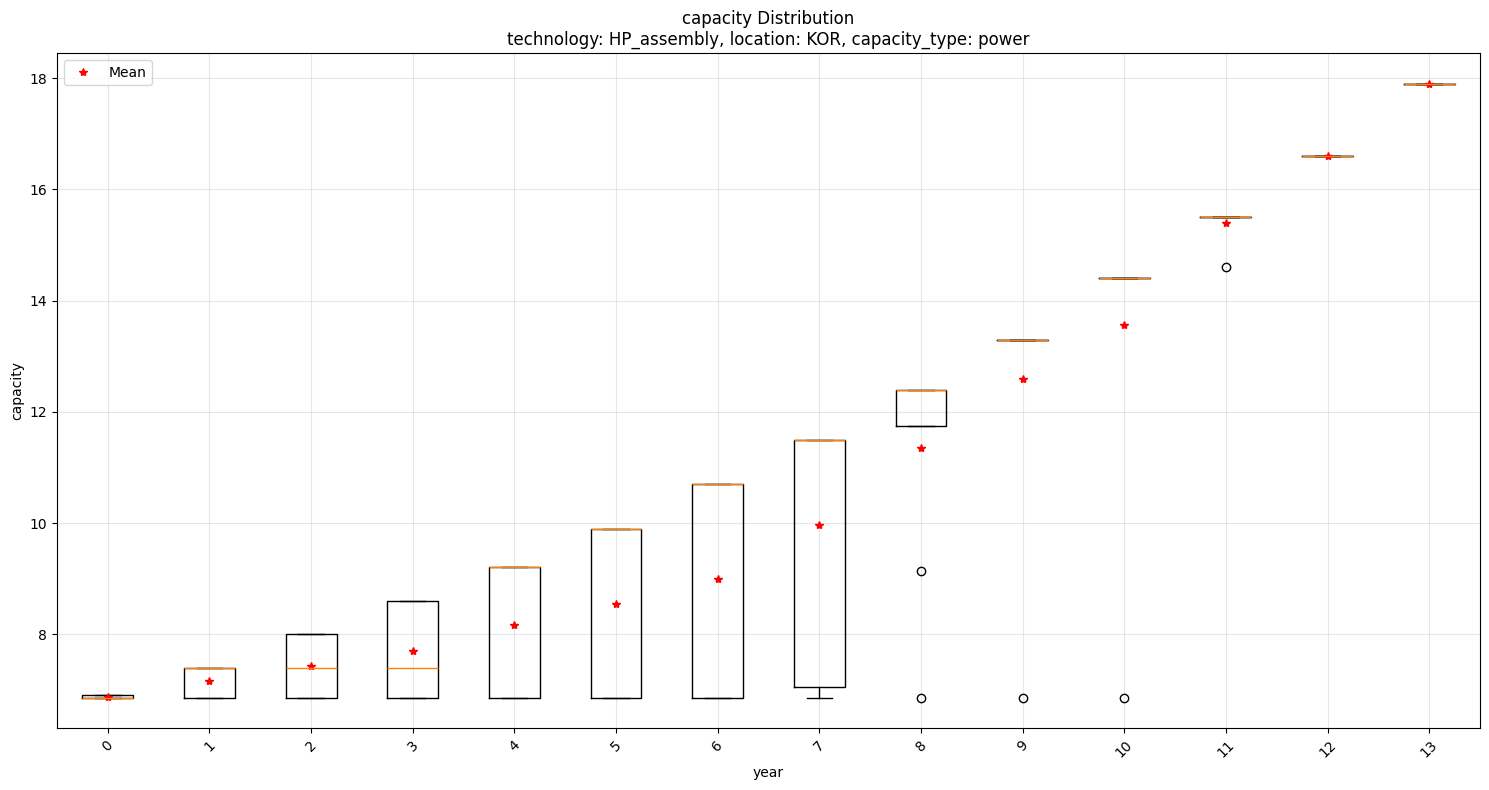 capacity Distribution
technology: HP_assembly, location: KOR, capacity_type: power
Mean
18
16
14
12
10
8
capacity
0 1 2 3 4 5 6 7 8 9 10 11 12 13
year